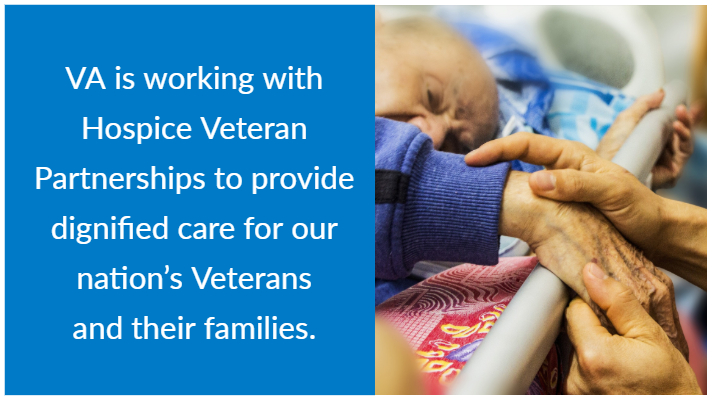 VA is working with
Hospice Veteran
Partnerships to provide
dignified care for our
nation’s Veterans
and their families.